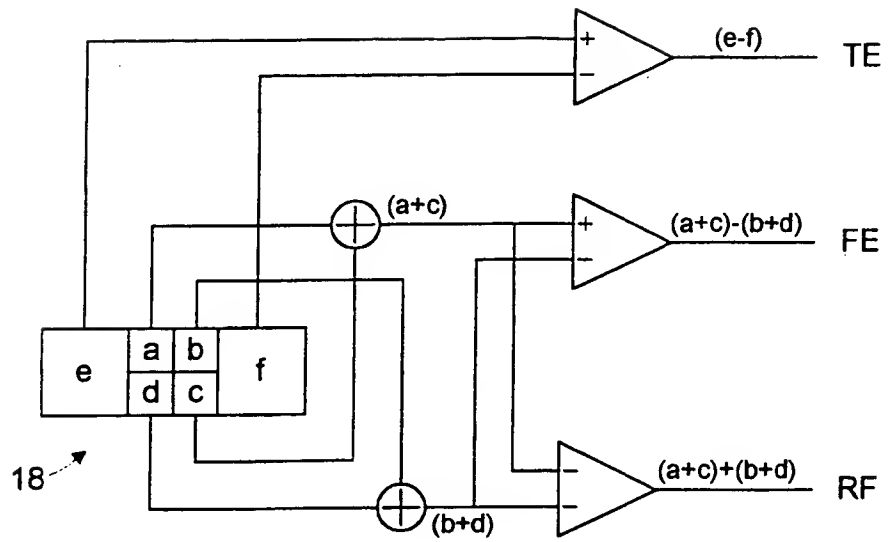 (e-f)
TE
+
−
(a+c)
+
−
(a+c)-(b+d)
FE
e
a
b
d
c
f
18
(b+d)
−
−
(a+c)+(b+d)
RF